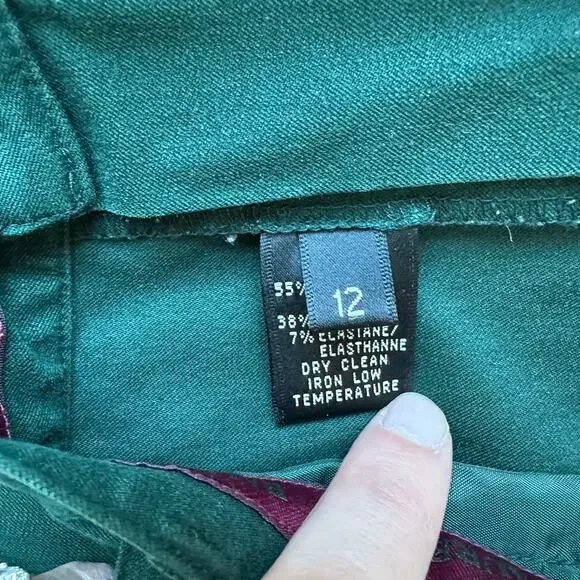 12
55%
38%
7% ELASTANE/
ELASTHANNE
DRY CLEAN
IRON LOW
TEMPERATURE